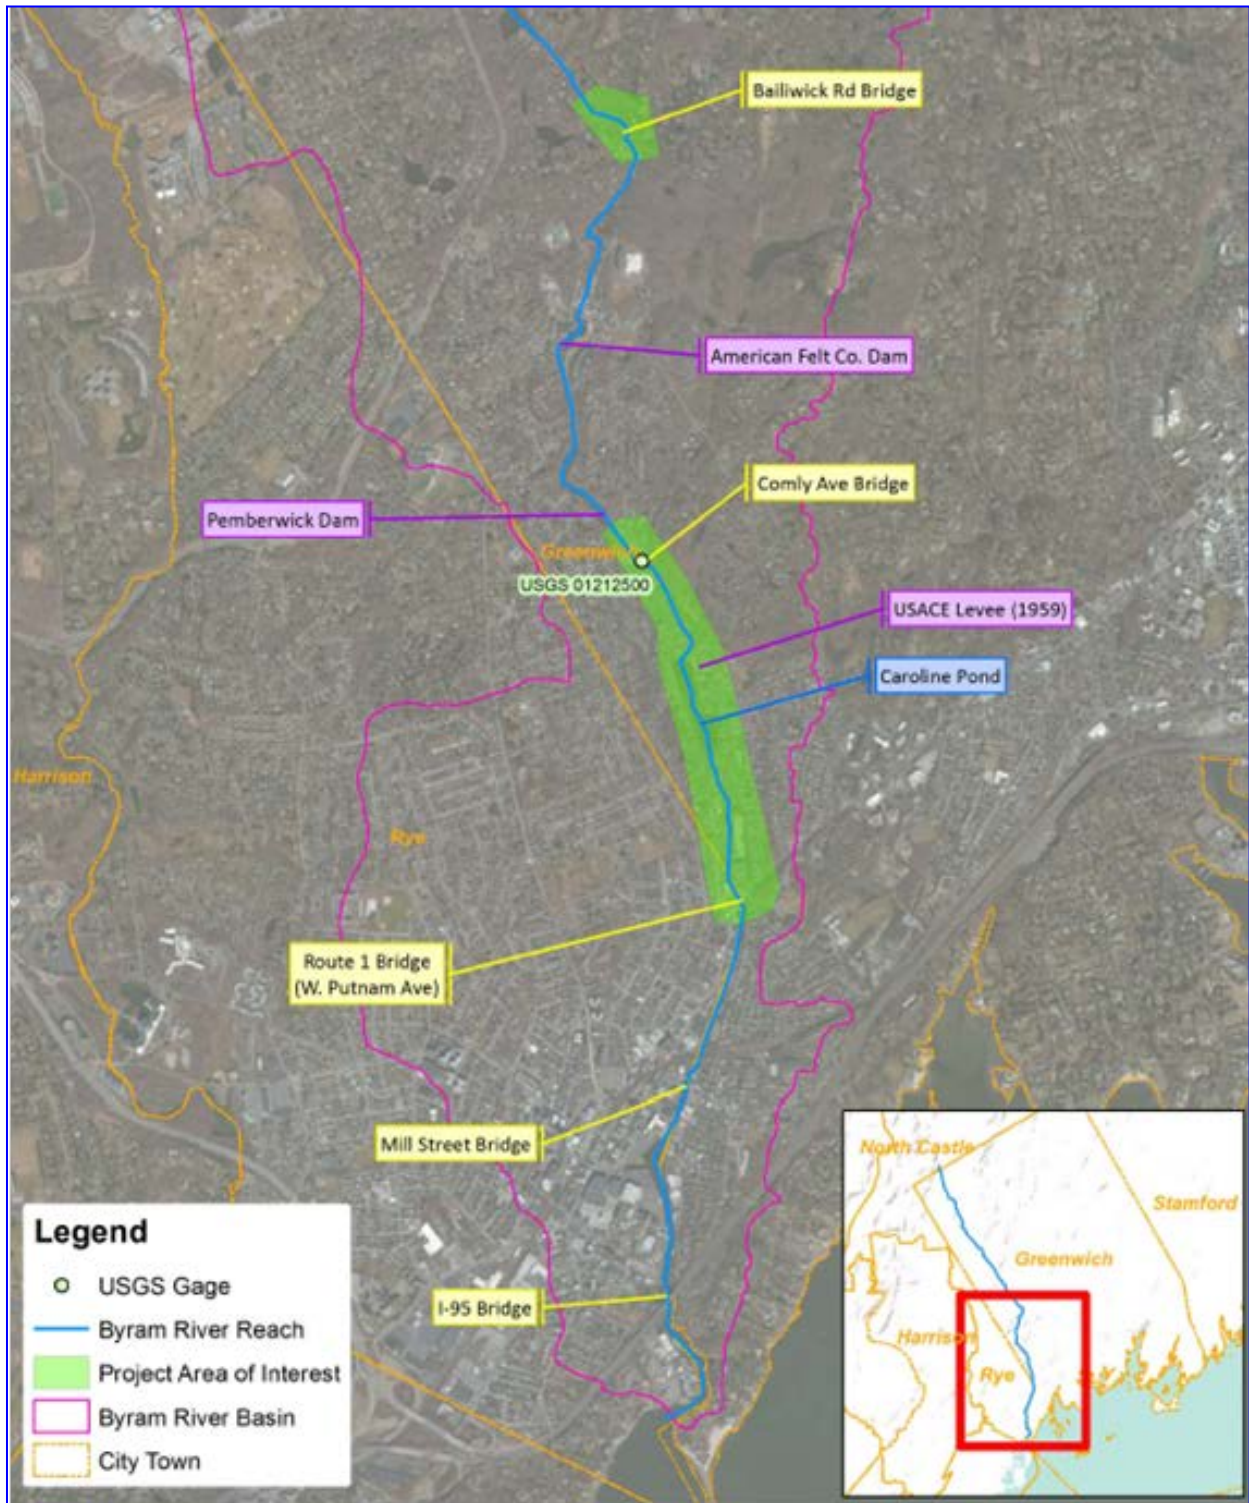 Bailiwick Rd Bridge
American Felt Co. Dam
Comly Ave Bridge
Pemberwick Dam
Greenwich
USGS 01212500
USACE Levee (1959)
Caroline Pond
Harrison
Rye
Route 1 Bridge
(W. Putnam Ave)
Mill Street Bridge
I-95 Bridge
Legend
USGS Gage
Byram River Reach
Project Area of Interest
Byram River Basin
City Town
North Castle
Stamford
Greenwich
Harrison
Rye